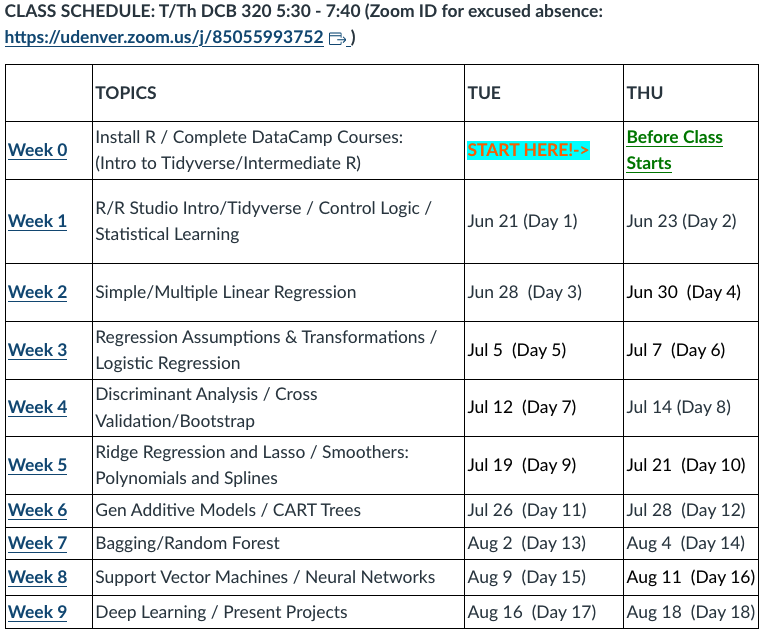 CLASS SCHEDULE: T/Th DCB 320 5:30 - 7:40 (Zoom ID for excused absence:
https://udenver.zoom.us/j/85055993752 )
TOPICS TUE THU
Week 0 Install R / Complete DataCamp Courses: START HERE!-> Before Class
(Intro to Tidyverse/Intermediate R) Starts
Week 1 R/R Studio Intro/Tidyverse / Control Logic / Jun 21 (Day 1) Jun 23 (Day 2)
Statistical Learning
Week 2 Simple/Multiple Linear Regression Jun 28 (Day 3) Jun 30 (Day 4)
Week 3 Regression Assumptions & Transformations / Jul 5 (Day 5) Jul 7 (Day 6)
Logistic Regression
Week 4 Discriminant Analysis / Cross Jul 12 (Day 7) Jul 14 (Day 8)
Validation/Bootstrap
Week 5 Ridge Regression and Lasso / Smoothers: Jul 19 (Day 9) Jul 21 (Day 10)
Polynomials and Splines
Week 6 Gen Additive Models / CART Trees Jul 26 (Day 11) Jul 28 (Day 12)
Week 7 Bagging/Random Forest Aug 2 (Day 13) Aug 4 (Day 14)
Week 8 Support Vector Machines / Neural Networks Aug 9 (Day 15) Aug 11 (Day 16)
Week 9 Deep Learning / Present Projects Aug 16 (Day 17) Aug 18 (Day 18)